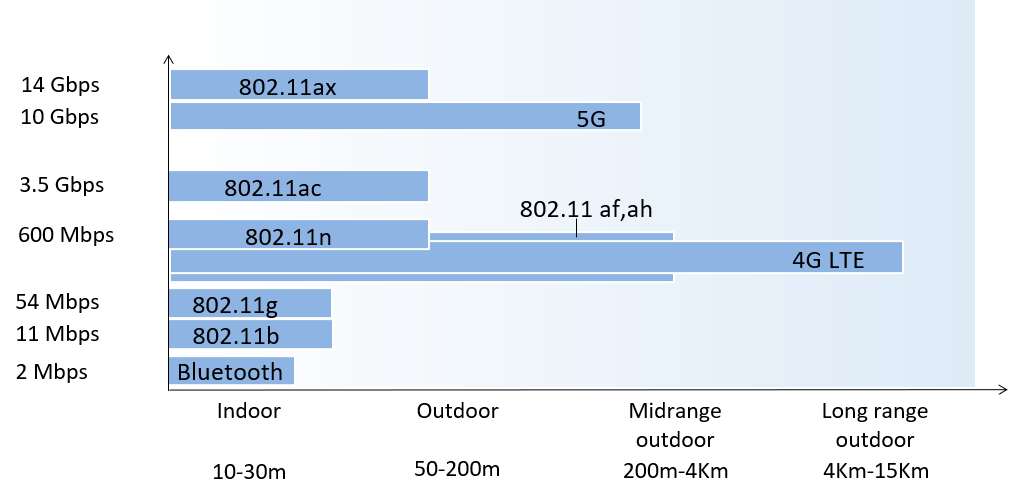 14 Gbps
802.11ax
10 Gbps
5G
3.5 Gbps
802.11ac
802.11 af,ah
600 Mbps
802.11n
4G LTE
54 Mbps
802.11g
11 Mbps
802.11b
2 Mbps
Bluetooth
Indoor
Outdoor
Midrange
outdoor
Long range
outdoor
10-30m
50-200m
200m-4Km
4Km-15Km